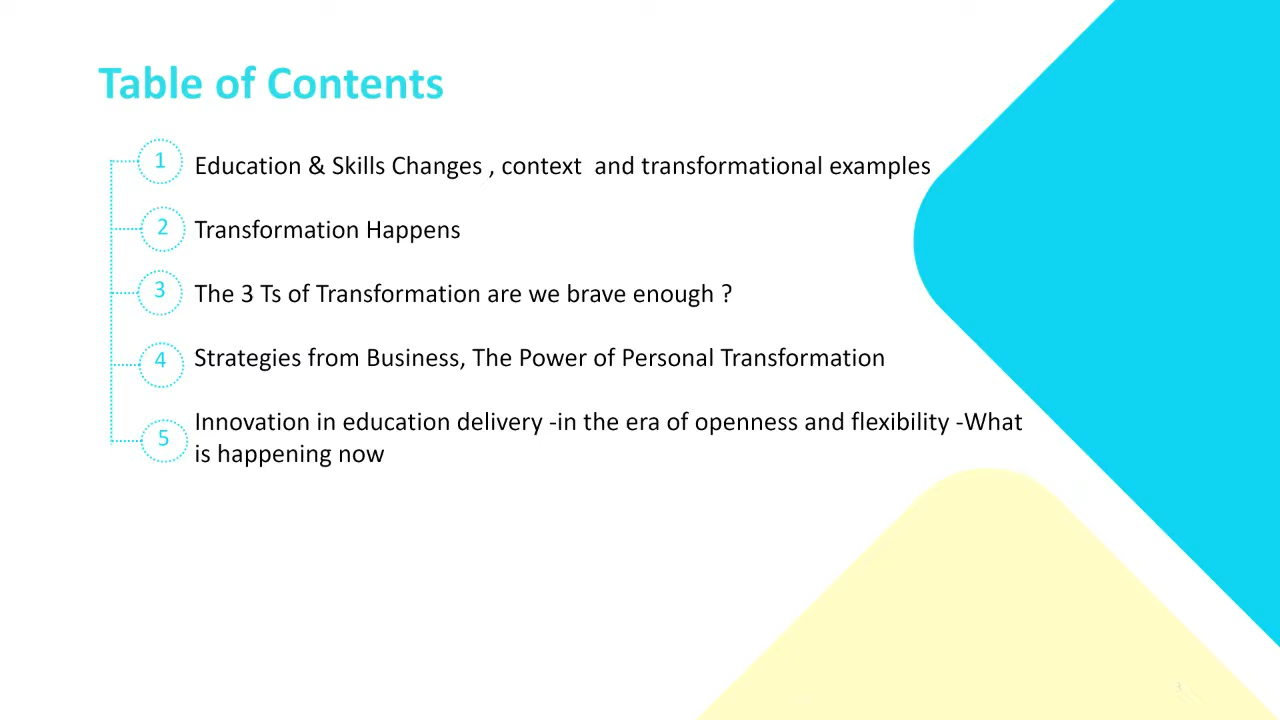 Table of Contents
1 Education & Skills Changes , context  and transformational examples
2 Transformation Happens
3 The 3 Ts of Transformation are we brave enough ?
4 Strategies from Business, The Power of Personal Transformation
5 Innovation in education delivery -in the era of openness and flexibility -What
is happening now
3